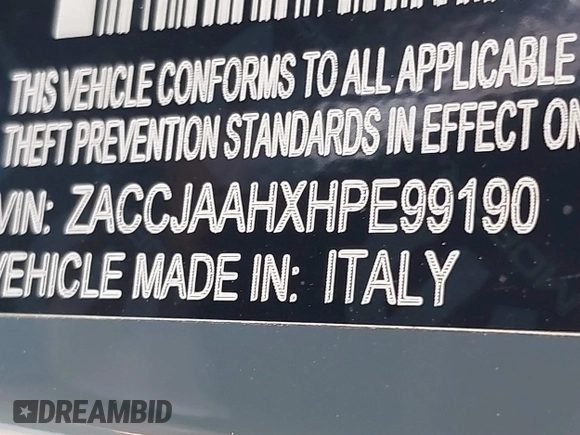 THIS VEHICLE CONFORMS TO ALL APPLICABLE
THEFT PREVENTION STANDARDS IN EFFECT ON
VIN: ZACCJAAHXHPE99190
VEHICLE MADE IN: ITALY
DREAMBID